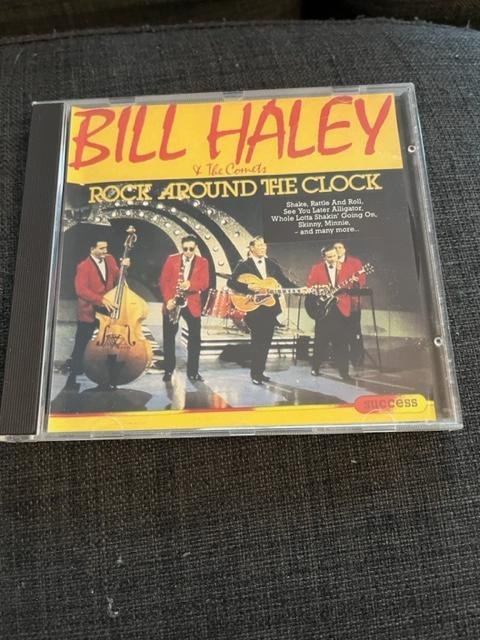 BILL HALEY
& The Comets
ROCK AROUND THE CLOCK
Shake, Rattle And Roll,
See You Later Alligator,
Whole Lotta Shakin' Going On,
Skinny, Minnie,
- and many more...
success